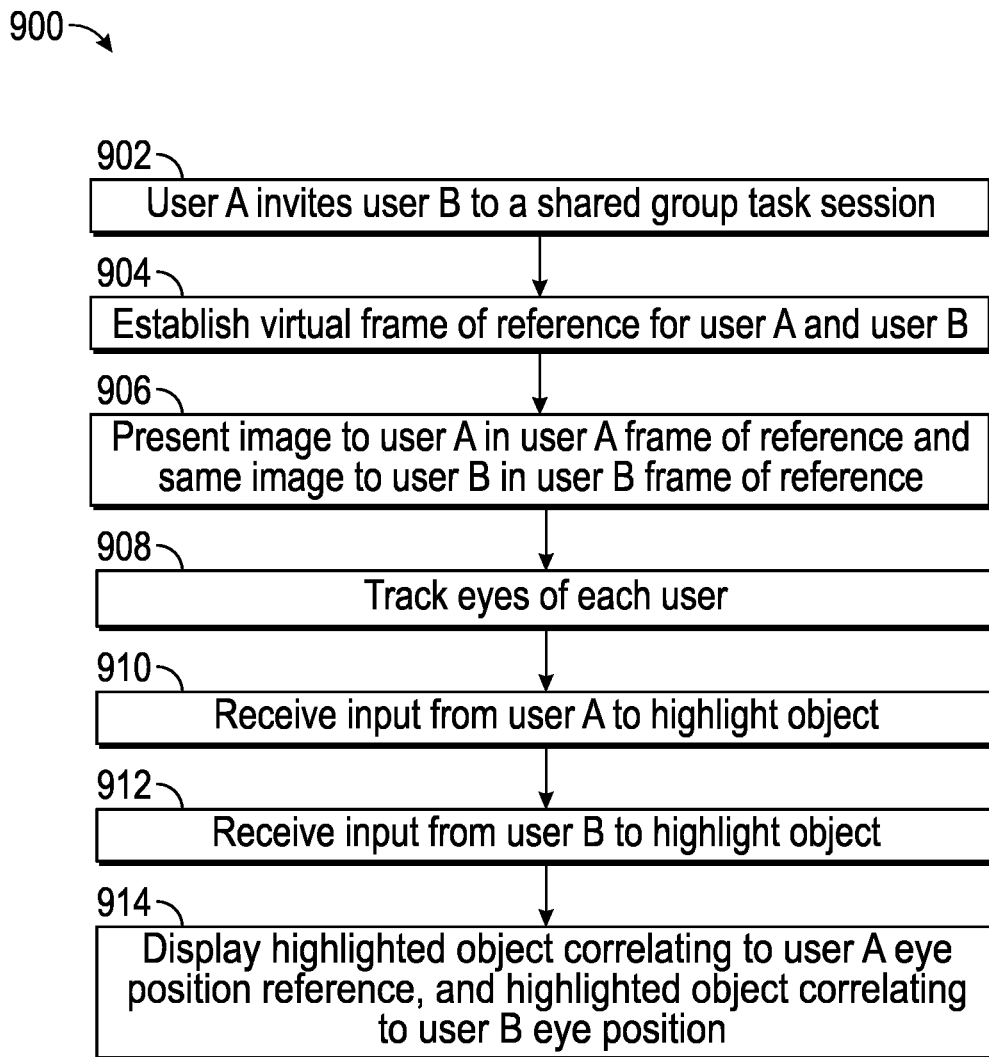 900
902
User A invites user B to a shared group task session
904
Establish virtual frame of reference for user A and user B
906
Present image to user A in user A frame of reference and
same image to user B in user B frame of reference
908
Track eyes of each user
910
Receive input from user A to highlight object
912
Receive input from user B to highlight object
914
Display highlighted object correlating to user A eye
position reference, and highlighted object correlating
to user B eye position